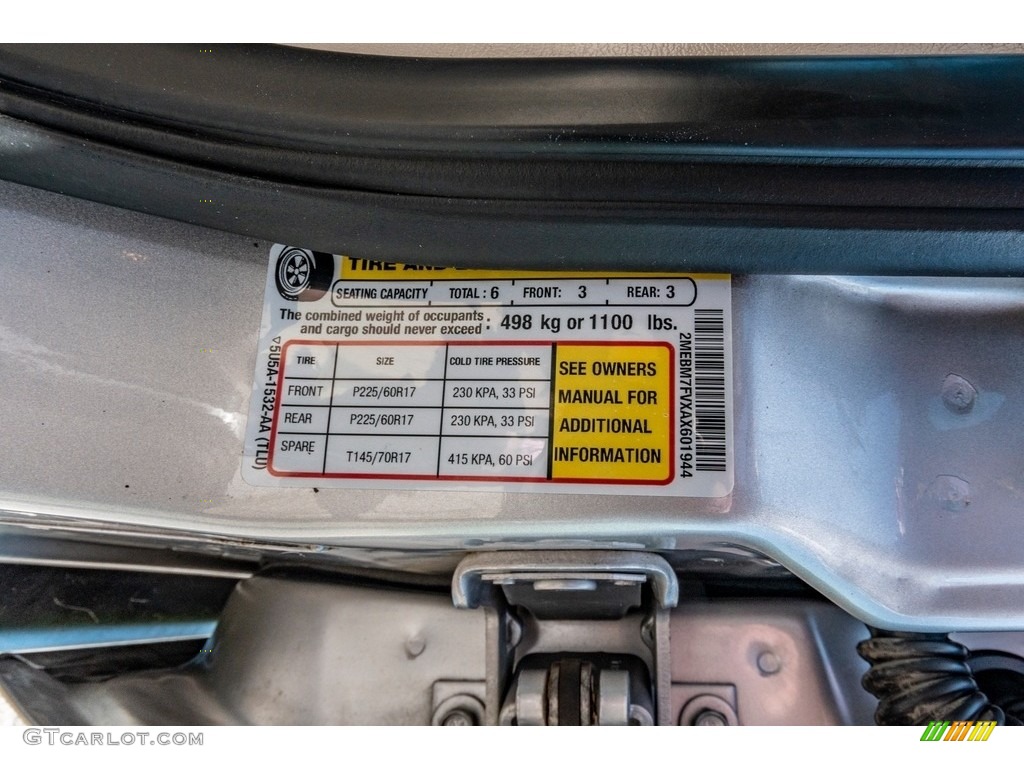 TIRE AND
SEATING CAPACITY TOTAL : 6 FRONT: 3 REAR: 3
The combined weight of occupants
and cargo should never exceed : 498 kg or 1100 lbs.
TIRE SIZE COLD TIRE PRESSURE
FRONT P225/60R17 230 KPA, 33 PSI
REAR P225/60R17 230 KPA, 33 PSI
SPARE T145/70R17 415 KPA, 60 PSI
SEE OWNERS
MANUAL FOR
ADDITIONAL
INFORMATION
5U5A-1532-AA (TLU)
2MEBM7FVXAX601944
GTCarlot.com